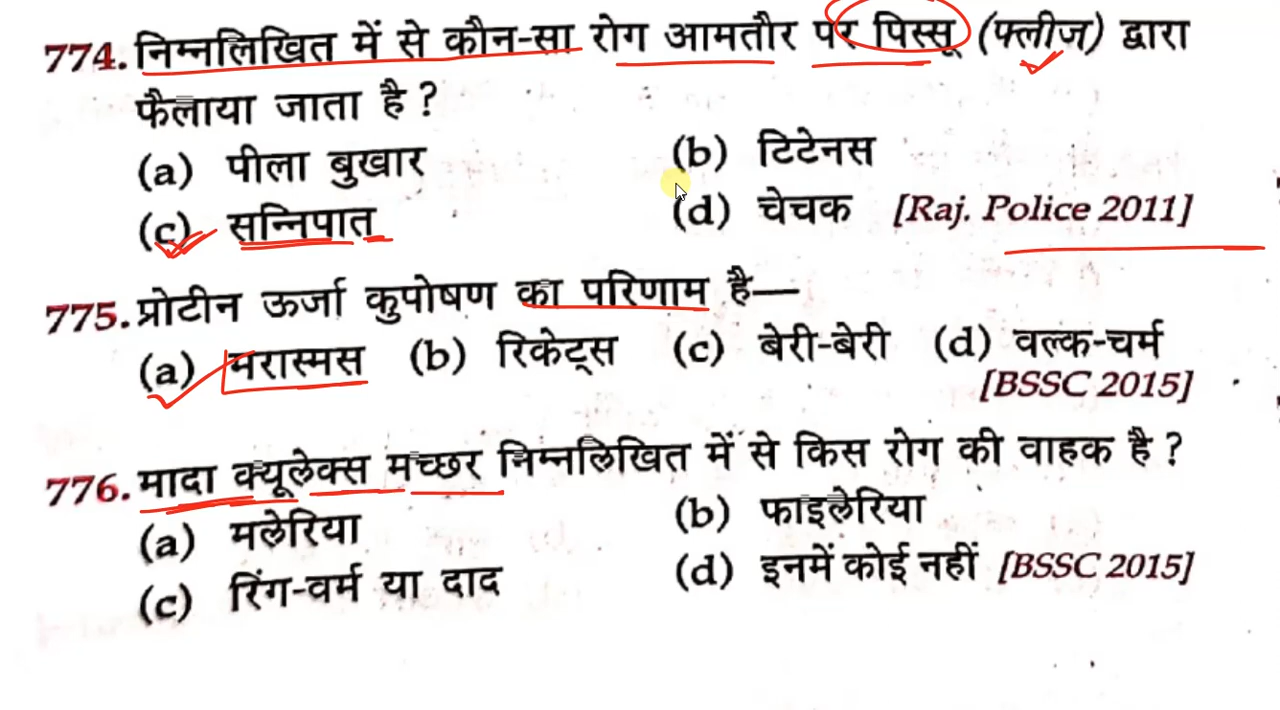 774. निम्नलिखित में से कौन-सा रोग आमतौर पर पिस्सू (फ्लीज) द्वारा
फैलाया जाता है ?
(a) पीला बुखार (b) टिटेनस
(c) सन्निपात (d) चेचक [Raj. Police 2011]
775. प्रोटीन ऊर्जा कुपोषण का परिणाम है—
(a) मरास्मस (b) रिकेट्स (c) बेरी-बेरी (d) वल्क-चर्म
[BSSC 2015]
776. मादा क्यूलेक्स मच्छर निम्नलिखित में से किस रोग की वाहक है ?
(a) मलेरिया (b) फाइलेरिया
(c) रिंग-वर्म या दाद (d) इनमें कोई नहीं [BSSC 2015]